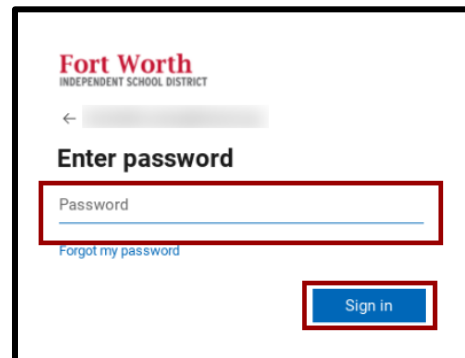 Fort Worth
INDEPENDENT SCHOOL DISTRICT
Enter password
Password
Forgot my password
Sign in